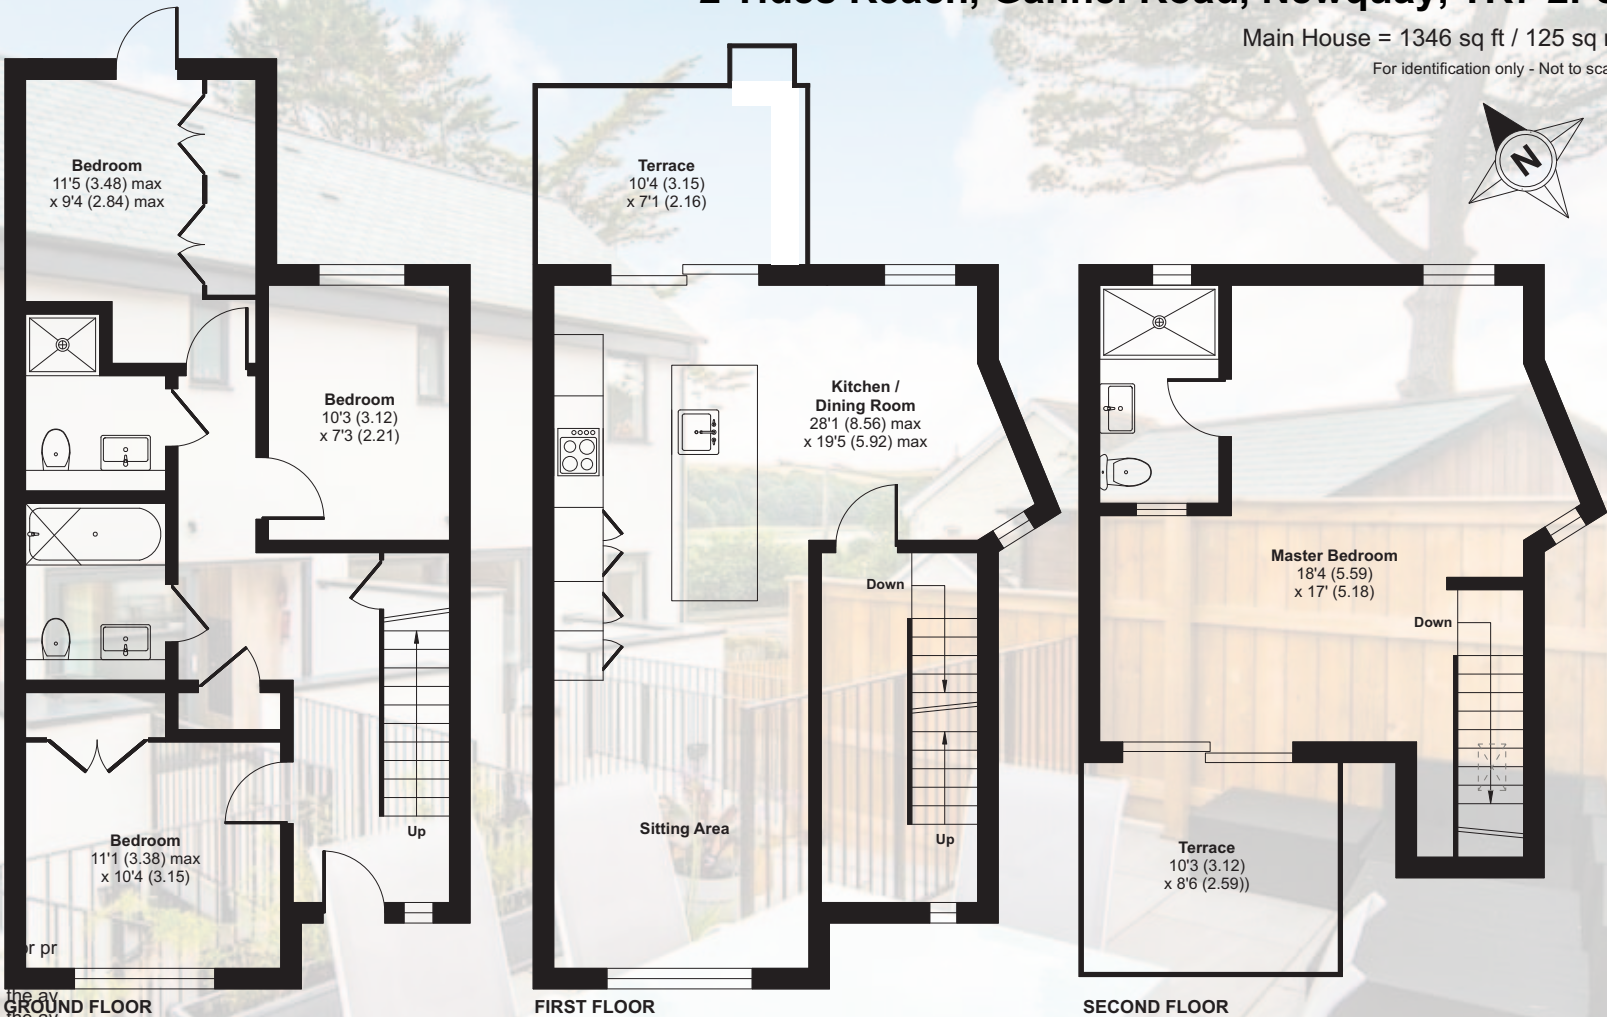 Main House = 1346 sq ft / 125 sq
For identification only - Not to
N
Bedroom
11'5 (3.48) max
x 9'4 (2.84) max
Bedroom
10'3 (3.12)
x 7'3 (2.21)
Bedroom
11'1 (3.38) max
x 10'4 (3.15)
Up
GROUND FLOOR
Terrace
10'4 (3.15)
x 7'1 (2.16)
Kitchen /
Dining Room
28'1 (8.56) max
x 19'5 (5.92) max
Down
Sitting Area
Up
FIRST FLOOR
Master Bedroom
18'4 (5.59)
x 17' (5.18)
Down
Terrace
10'3 (3.12)
x 8'6 (2.59))
SECOND FLOOR
or pr
the av